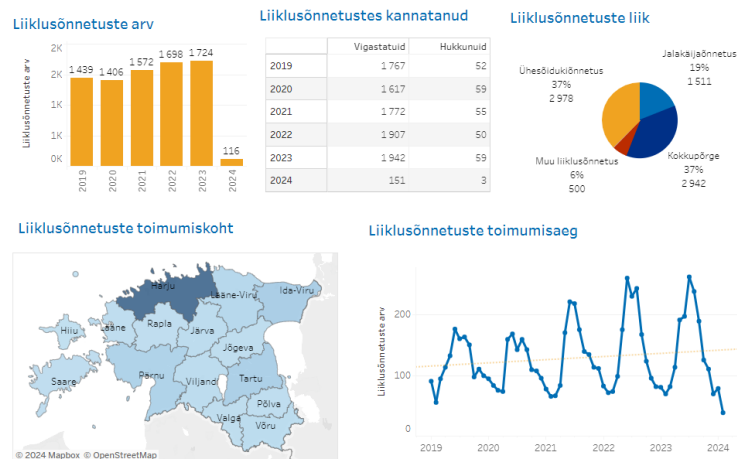 Liiklusõnnetuste arv
Liiklusõnnetuste arv
2K
2K
1K
1K
0K
1 439
1 406
1 572
1 698
1 724
116
2019
2020
2021
2022
2023
2024
Liiklusõnnetustes kannatanud
Vigastatuid Hukkunuid
2019 1 767 52
2020 1 617 59
2021 1 772 55
2022 1 907 50
2023 1 942 59
2024 151 3
Liiklusõnnetuste liik
Jalakäijaõnnetus
19%
1 511
Ühesõidukiõnnetus
37%
2 978
Muu liiklusõnnetus
6%
500
Kokkupõrge
37%
2 942
Liiklusõnnetuste toimumiskoht
Harju
Lääne-Viru
Ida-Viru
Hiiu
Lääne
Rapla
Järva
Jõgeva
Saare
Pärnu
Viljandi
Tartu
Põlva
Valga
Võru
© 2024 Mapbox © OpenStreetMap
Liiklusõnnetuste toimumisaeg
Liiklusõnnetuste arv
200
100
0
2019
2020
2021
2022
2023
2024